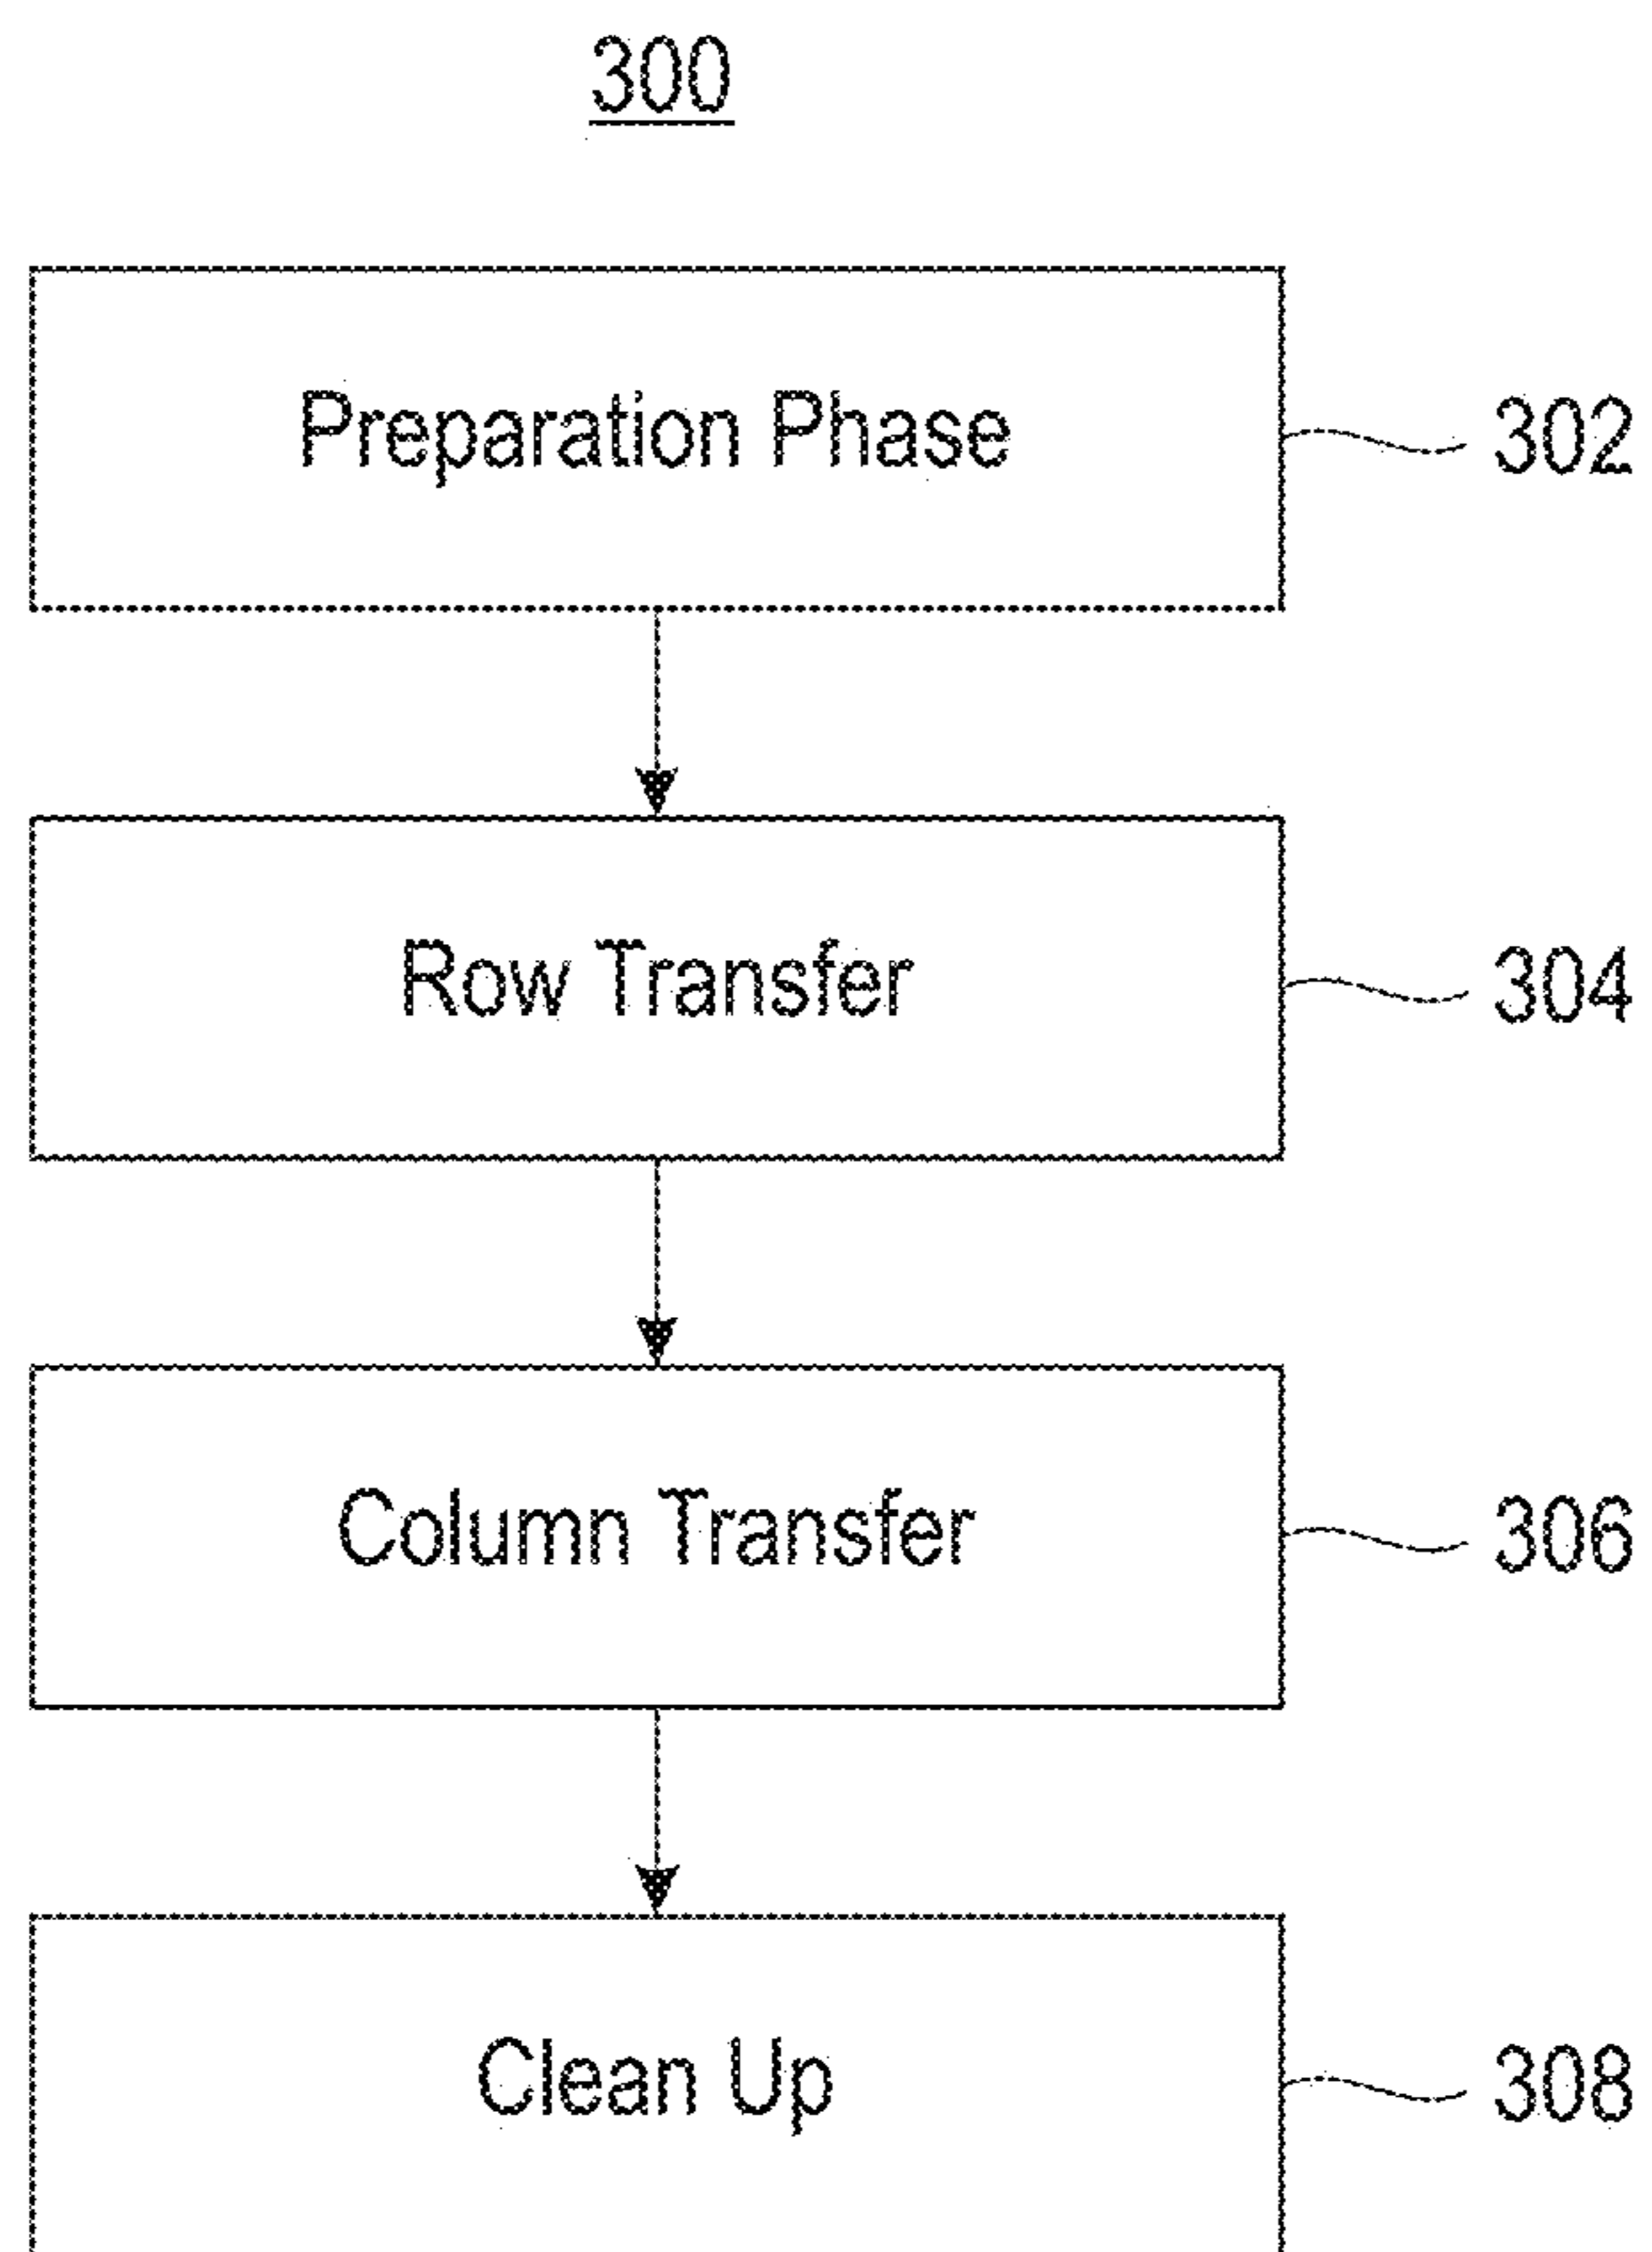 300
Preparation Phase
302
Row Transfer
304
Column Transfer
306
Clean Up
308